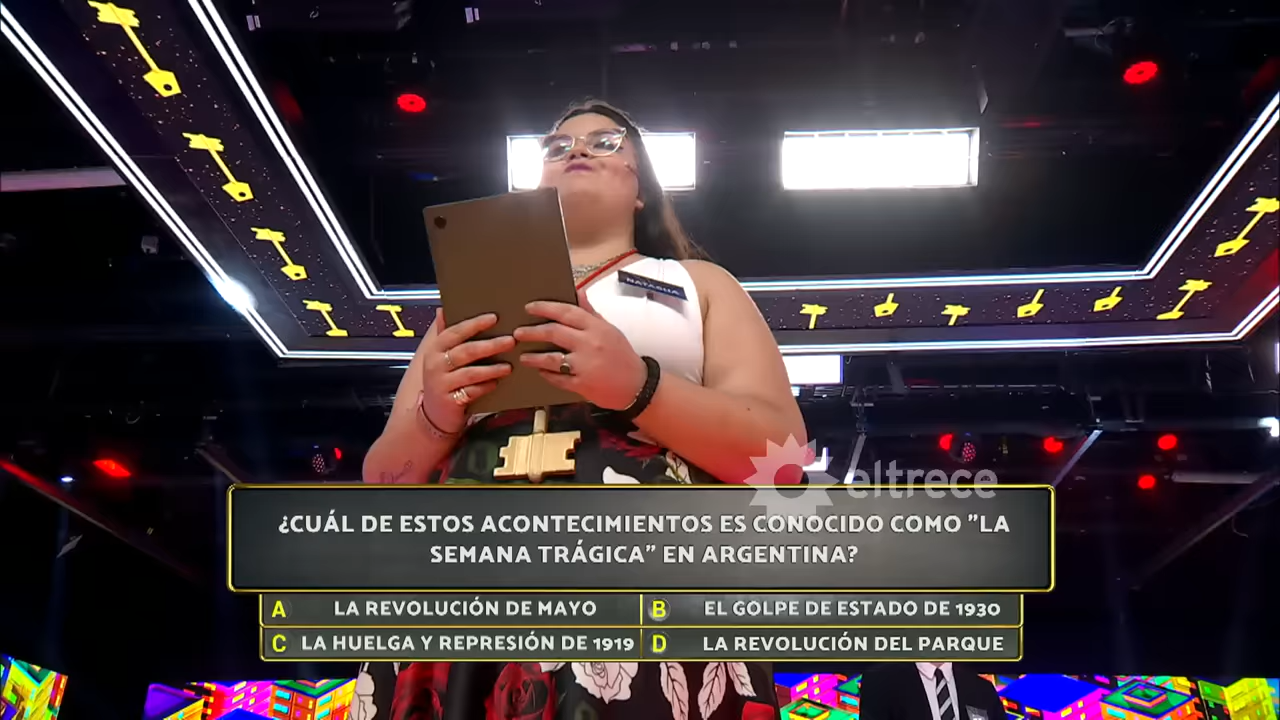 NATASHA
eltrece
¿CUÁL DE ESTOS ACONTECIMIENTOS ES CONOCIDO COMO "LA
SEMANA TRÁGICA" EN ARGENTINA?
A LA REVOLUCIÓN DE MAYO
B EL GOLPE DE ESTADO DE 1930
C LA HUELGA Y REPRESIÓN DE 1919
D LA REVOLUCIÓN DEL PARQUE